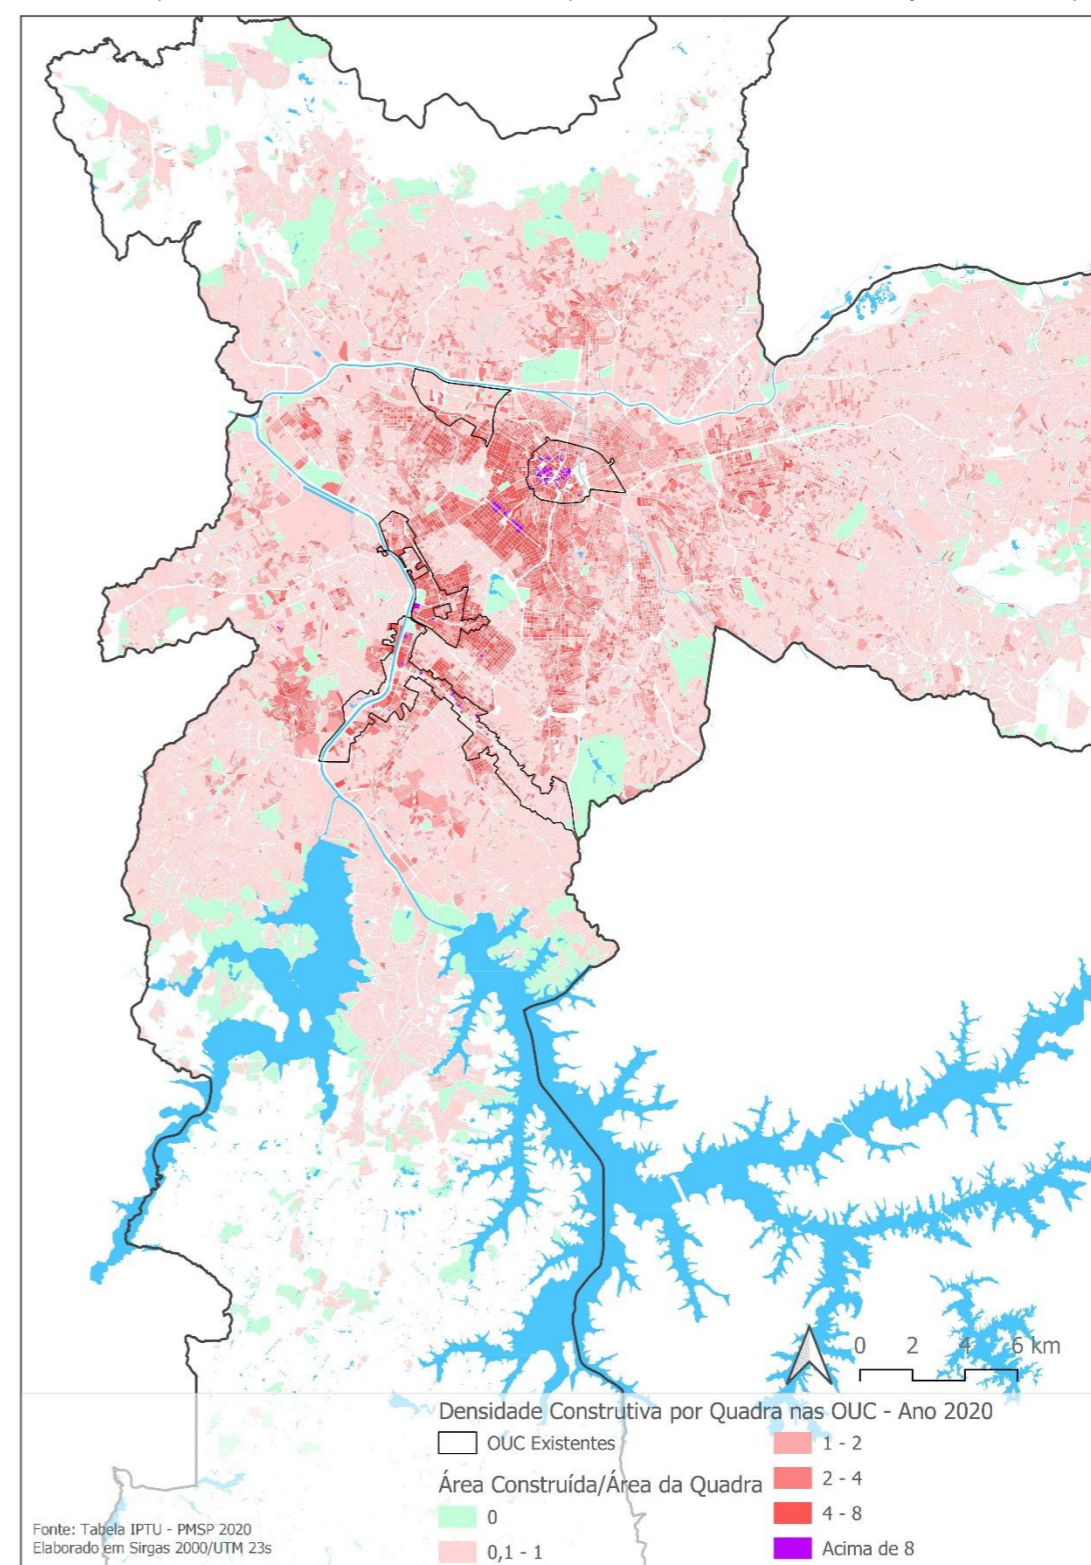 0 2 4 6 km
Densidade Construtiva por Quadra nas OUC - Ano 2020
OUC Existentes
Área Construída/Área da Quadra
0
0,1 - 1
1 - 2
2 - 4
4 - 8
Acima de 8
Fonte: Tabela IPTU - PMSP 2020
Elaborado em Sirgas 2000/UTM 23s